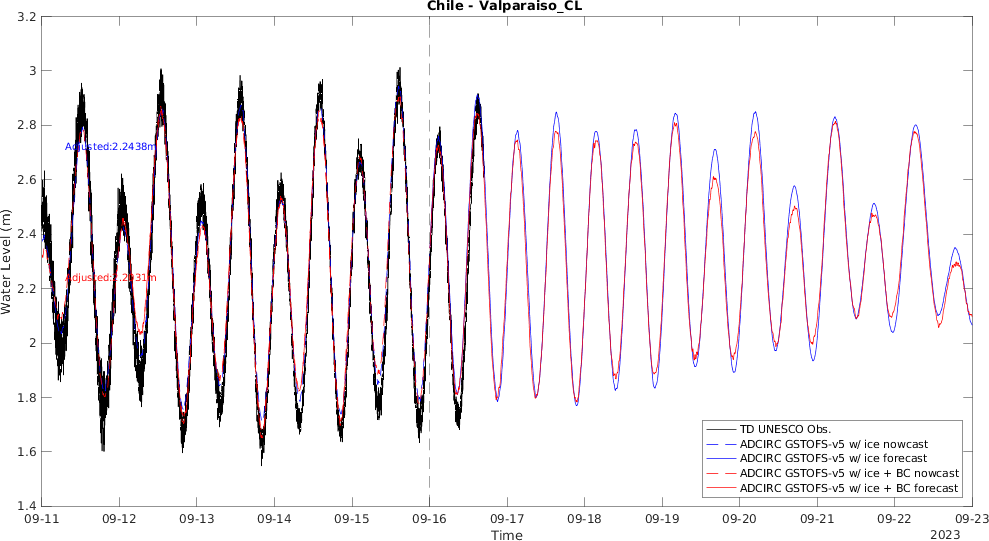 Chile - Valparaiso_CL
3.2
3
2.8
2.6
2.4
2.2
2
1.8
1.6
1.4
Water Level (m)
Adjusted:2.2438m
Adjusted:2.2931m
TD UNESCO Obs.
ADCIRC GSTOFS-v5 w/ ice nowcast
ADCIRC GSTOFS-v5 w/ ice forecast
ADCIRC GSTOFS-v5 w/ ice + BC nowcast
ADCIRC GSTOFS-v5 w/ ice + BC forecast
09-11 09-12 09-13 09-14 09-15 09-16 09-17 09-18 09-19 09-20 09-21 09-22 09-23
Time
2023